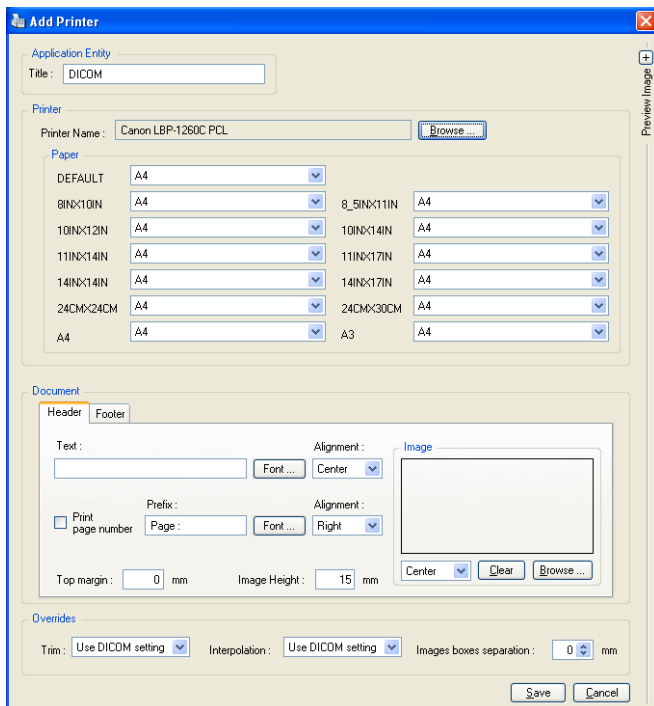 Add Printer
Application Entity
Title : DICOM
Preview Image
Printer
Printer Name : Canon LBP-1260C PCL Browse ...
Paper
DEFAULT A4
8INX10IN A4 8_5INX11IN A4
10INX12IN A4 10INX14IN A4
11INX14IN A4 11INX17IN A4
14INX14IN A4 14INX17IN A4
24CMX24CM A4 24CMX30CM A4
A4 A4 A3 A4
Document
Header Footer
Text : Alignment : Image
Font ... Center
Prefix : Alignment :
Print page number Page : Font ... Right
Center Clear Browse ...
Top margin : 0 mm Image Height : 15 mm
Overrides
Trim : Use DICOM setting Interpolation : Use DICOM setting Images boxes separation : 0 mm
Save Cancel